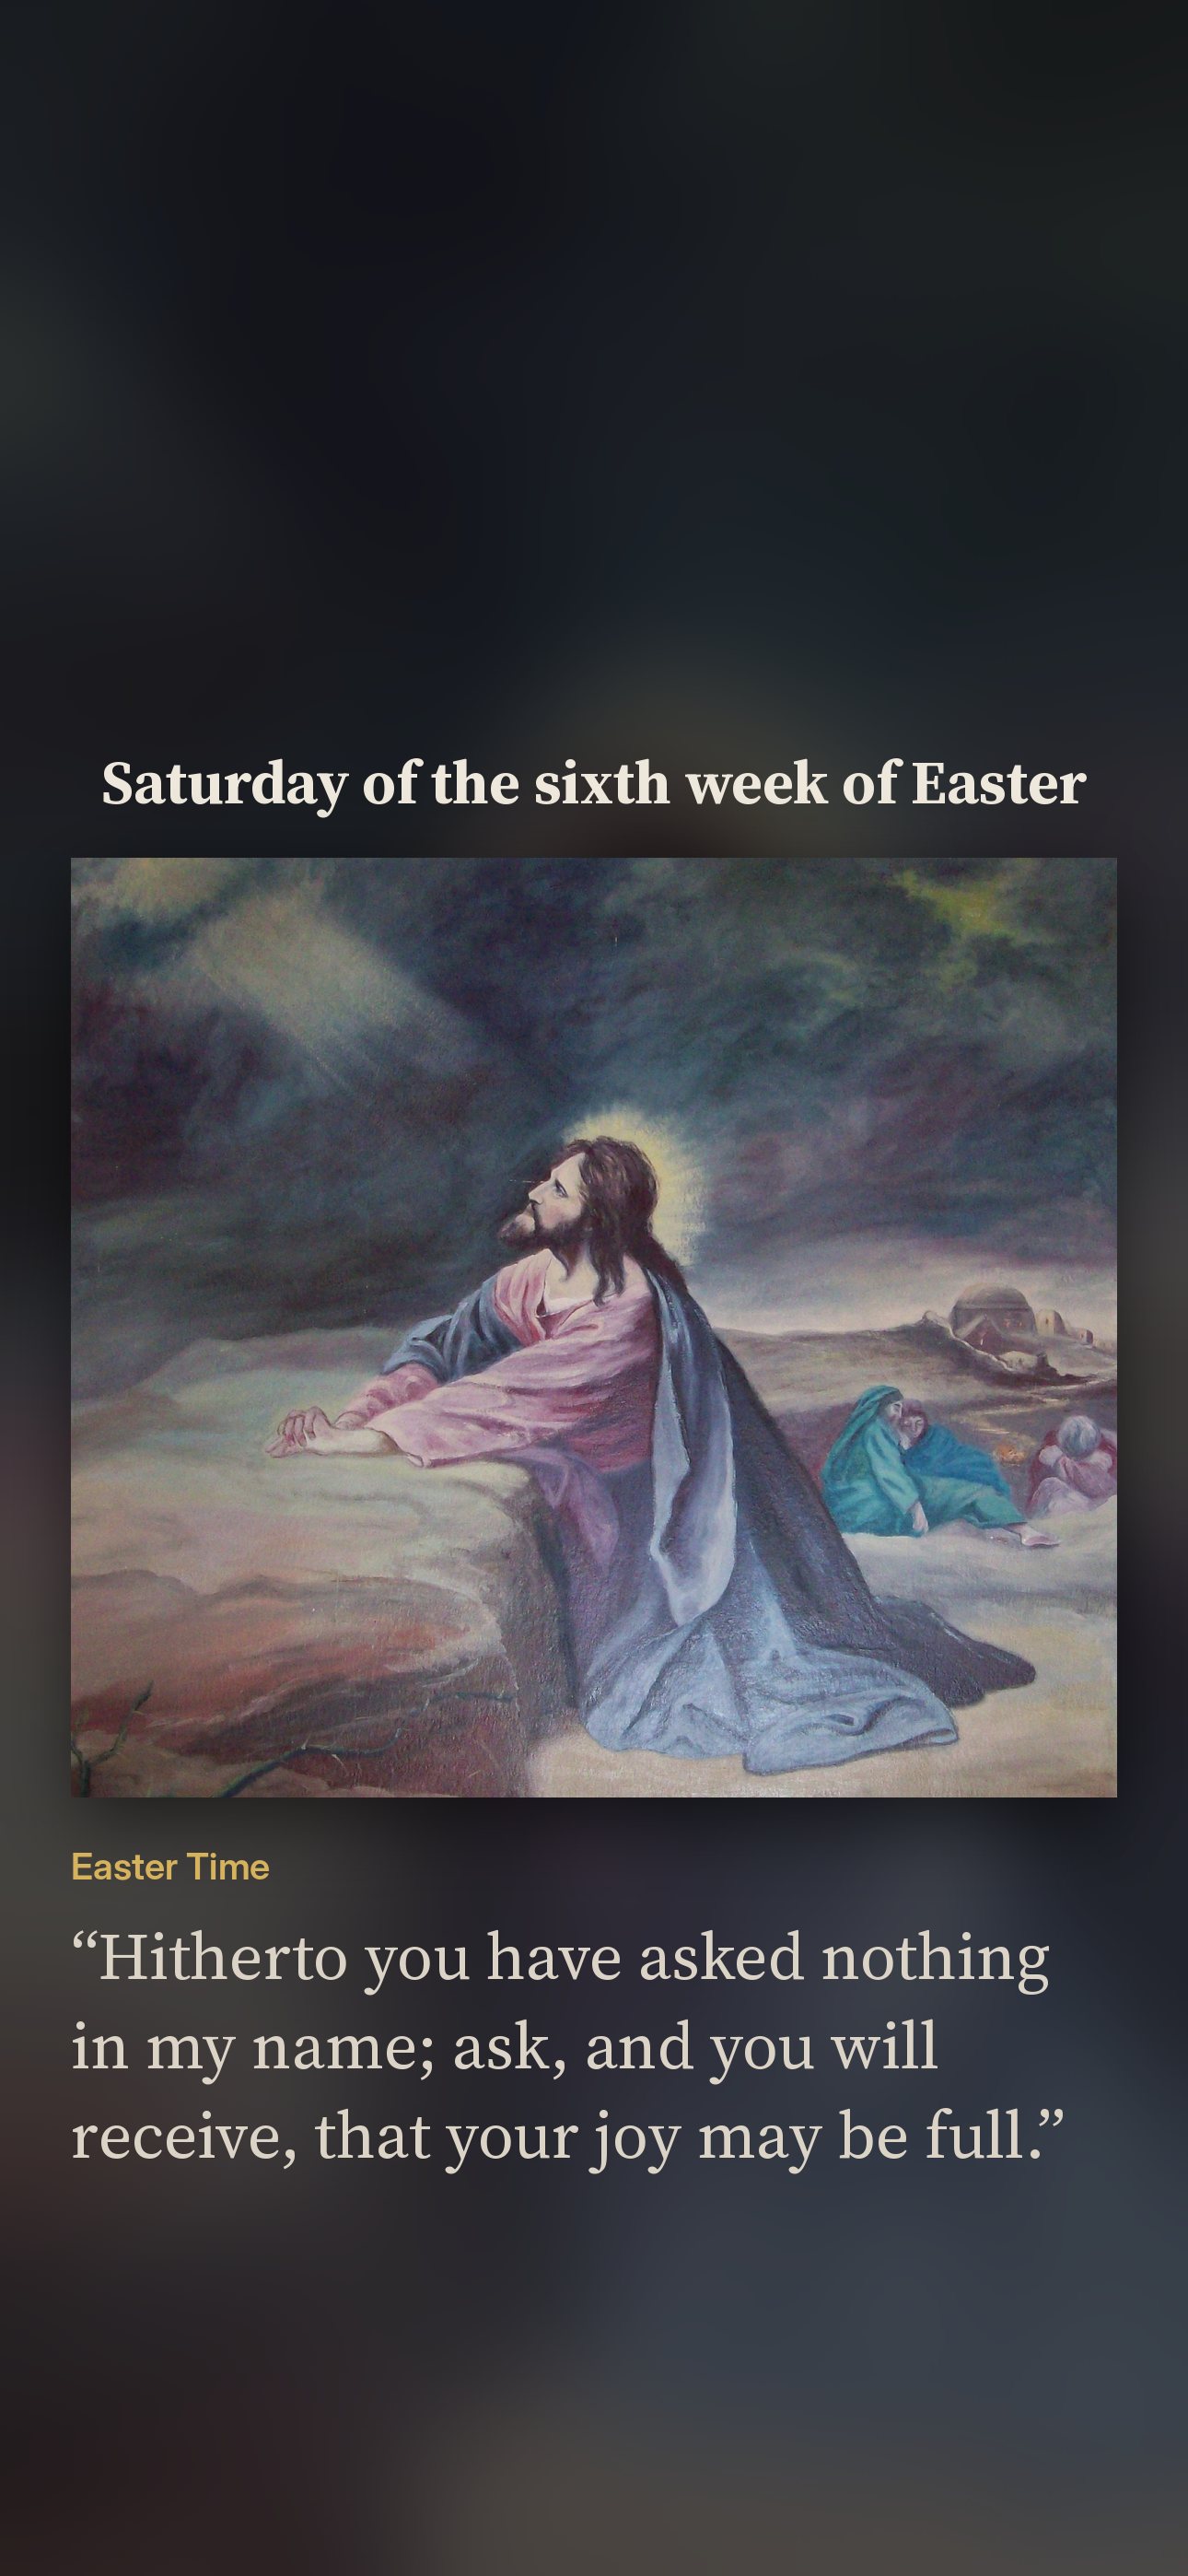 Saturday of the sixth week of Easter
Easter Time
“Hitherto you have asked nothing
in my name; ask, and you will
receive, that your joy may be full.”